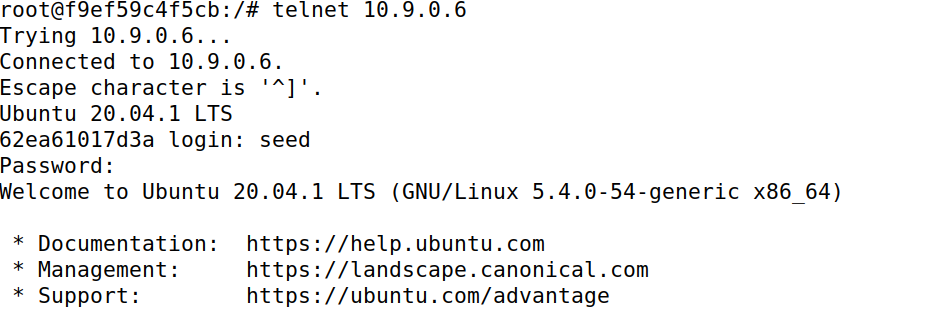 root@f9ef59c4f5cb:/# telnet 10.9.0.6
Trying 10.9.0.6...
Connected to 10.9.0.6.
Escape character is '^]'.
Ubuntu 20.04.1 LTS
62ea61017d3a login: seed
Password:
Welcome to Ubuntu 20.04.1 LTS (GNU/Linux 5.4.0-54-generic x86_64)
 * Documentation:  https://help.ubuntu.com
 * Management:     https://landscape.canonical.com
 * Support:        https://ubuntu.com/advantage